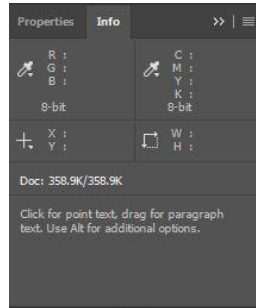 Properties Info
R :
G :
B :
8-bit
C :
M :
Y :
K :
8-bit
X :
Y :
W :
H :
Doc: 358.9K/358.9K
Click for point text, drag for paragraph
text. Use Alt for additional options.